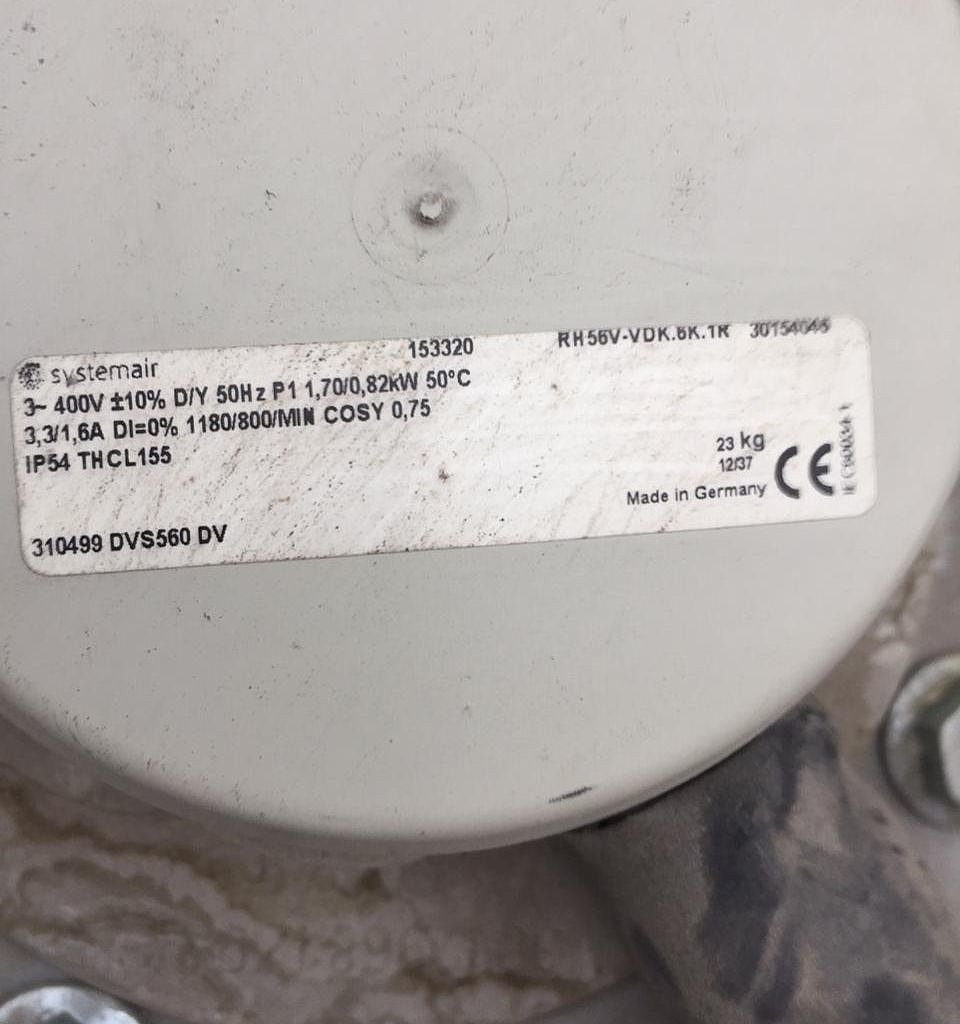 systemair 153320 RH56V-VDK.6K.1R
3~ 400V ±10% D/Y 50Hz P1 1,70/0,82kW 50°C
3,3/1,6A DI=0% 1180/800/MIN COSY 0,75
IP54 THCL155
23 kg
12/37
CE
Made in Germany
310499 DVS560 DV